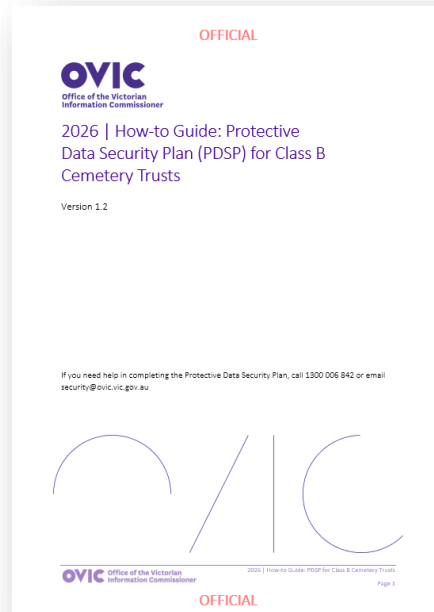 OFFICIAL
OVIC
Office of the Victorian
Information Commissioner
2026 | How-to Guide: Protective
Data Security Plan (PDSP) for Class B
Cemetery Trusts
Version 1.2
If you need help in completing the Protective Data Security Plan, call 1300 006 842 or email
security@ovic.vic.gov.au
OVIC
Office of the Victorian
Information Commissioner
2026 | How-to Guide: PDSP for Class B Cemetery Trusts
Page 1
OFFICIAL